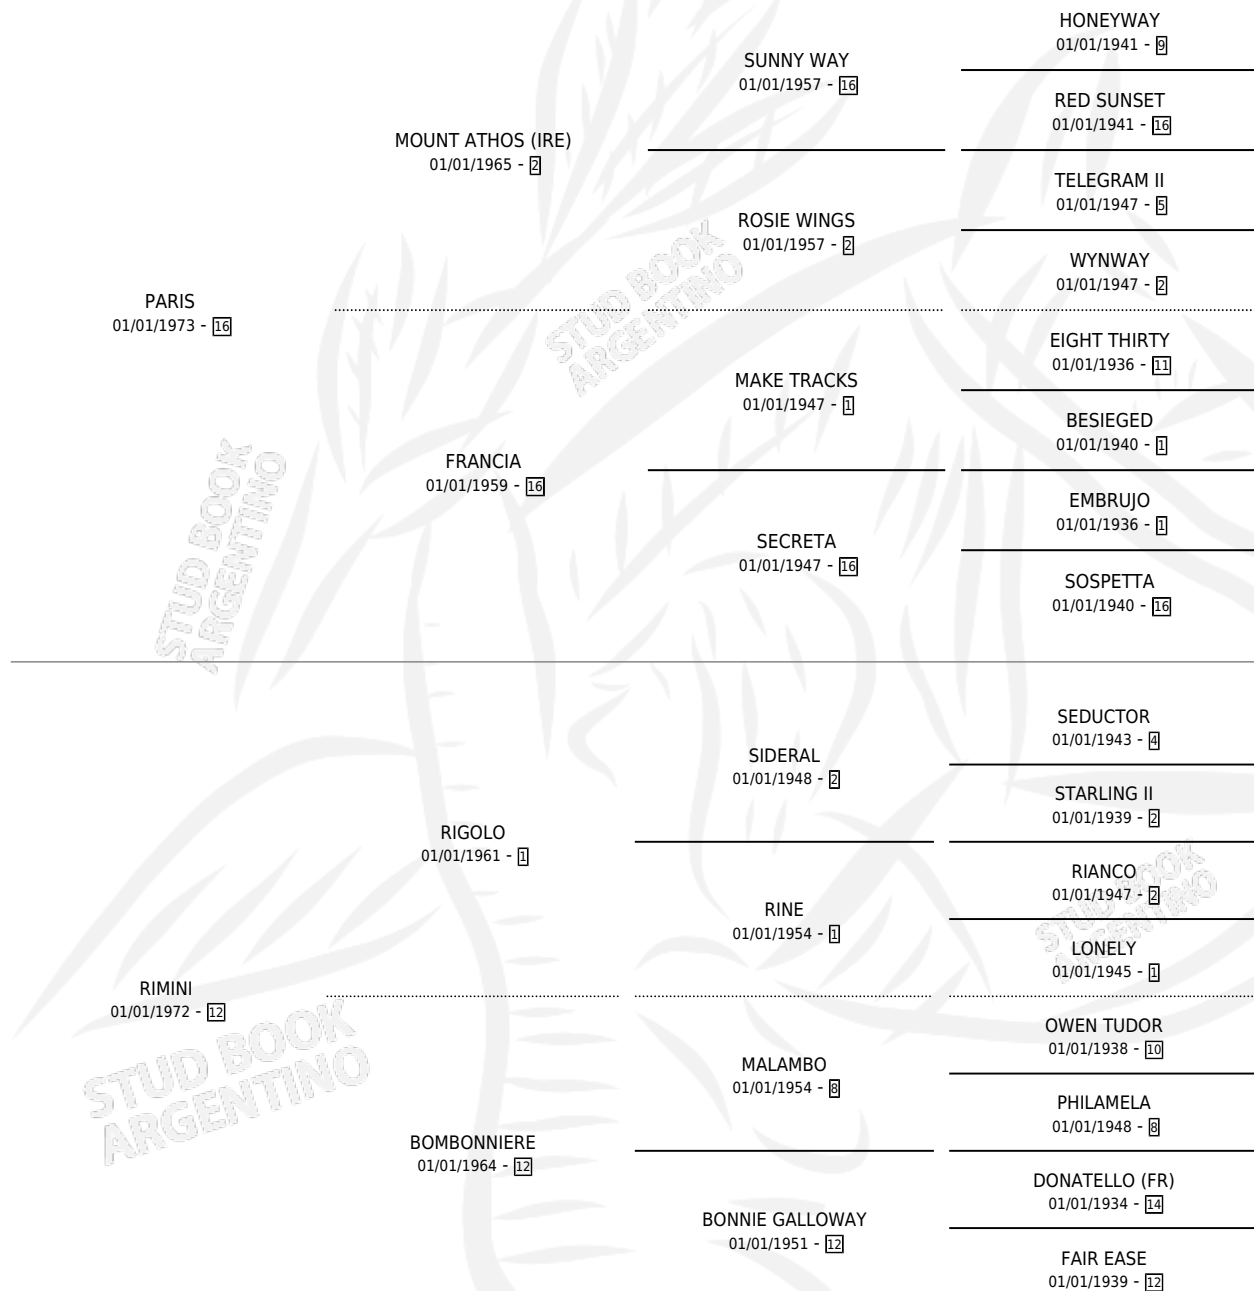 HONEYWAY
01/01/1941 - 9
SUNNY WAY
01/01/1957 - 16
RED SUNSET
01/01/1941 - 16
MOUNT ATHOS (IRE)
01/01/1965 - 2
TELEGRAM II
01/01/1947 - 5
ROSIE WINGS
01/01/1957 - 2
WYNWAY
01/01/1947 - 2
PARIS
01/01/1973 - 16
EIGHT THIRTY
01/01/1936 - 11
MAKE TRACKS
01/01/1947 - 1
BESIEGED
01/01/1940 - 1
FRANCIA
01/01/1959 - 16
EMBRUJO
01/01/1936 - 1
SECRETA
01/01/1947 - 16
SOSPETTA
01/01/1940 - 16
SEDUCTOR
01/01/1943 - 4
SIDERAL
01/01/1948 - 2
STARLING II
01/01/1939 - 2
RIGOLO
01/01/1961 - 1
RIANCO
01/01/1947 - 2
RINE
01/01/1954 - 1
LONELY
01/01/1945 - 1
RIMINI
01/01/1972 - 12
OWEN TUDOR
01/01/1938 - 10
MALAMBO
01/01/1954 - 8
PHILAMELA
01/01/1948 - 8
BOMBONNIERE
01/01/1964 - 12
DONATELLO (FR)
01/01/1934 - 14
BONNIE GALLOWAY
01/01/1951 - 12
FAIR EASE
01/01/1939 - 12
STUD BOOK
ARGENTINO
STUD BOOK
ARGENTINO
STUD BOOK
ARGENTINO
STUD BOOK
ARGENTINO